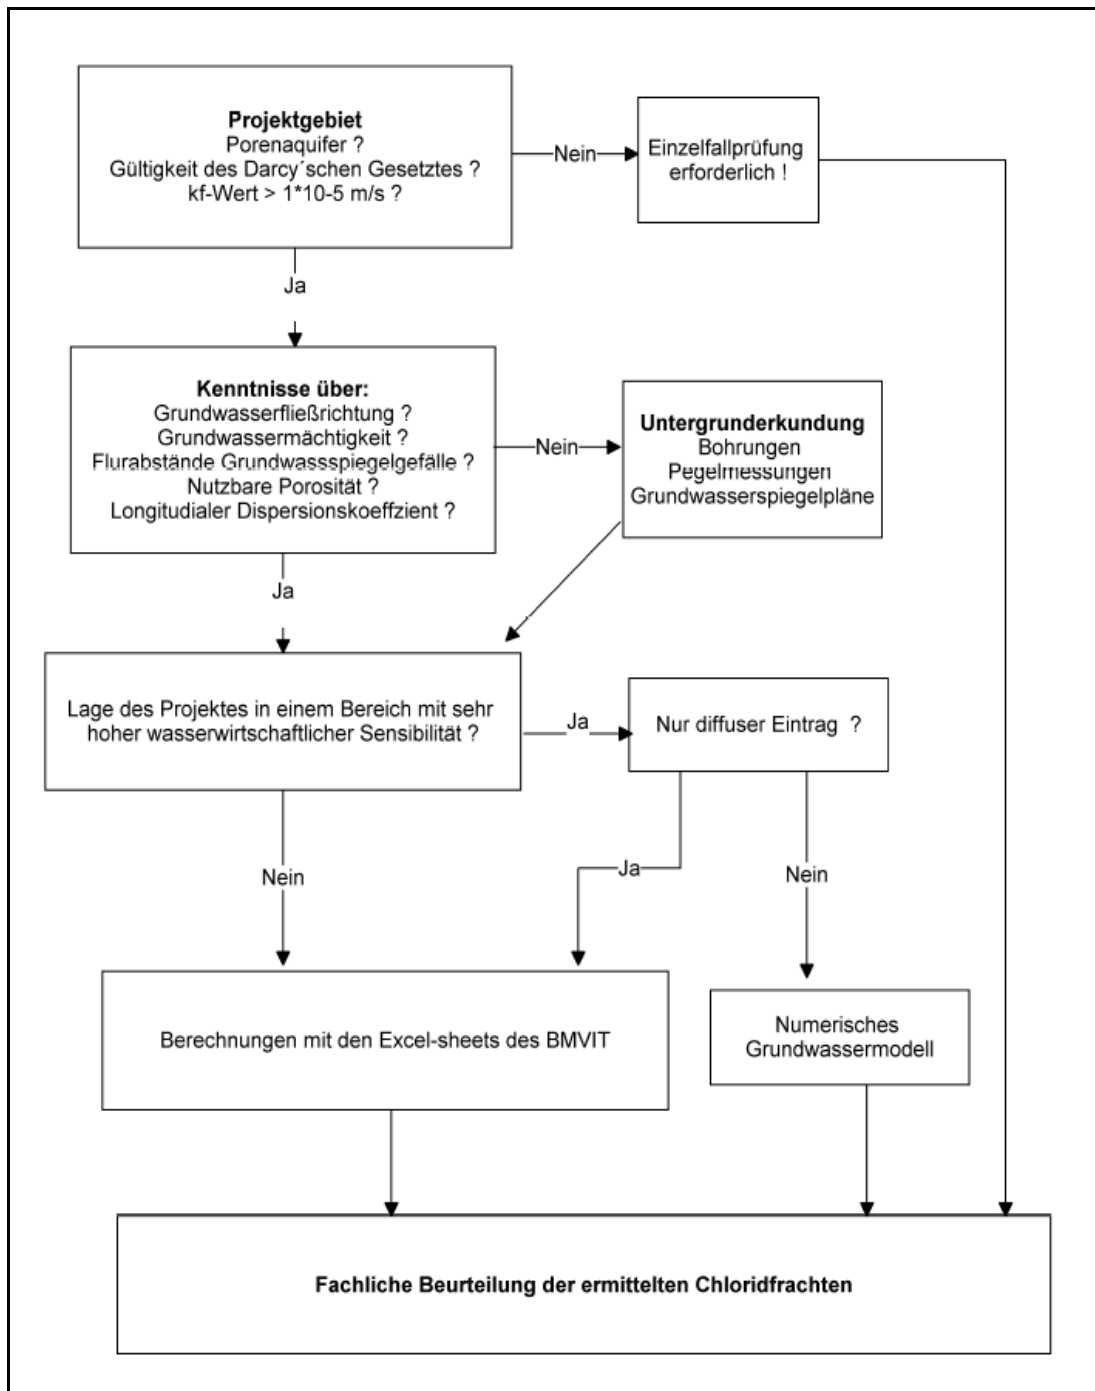 Projektgebiet
Porenaquifer ?
Gültigkeit des Darcy´schen Gesetztes ?
kf-Wert > 1*10-5 m/s ?
Nein
Einzelfallprüfung
erforderlich !
Ja
Kenntnisse über:
Grundwasserfließrichtung ?
Grundwassermächtigkeit ?
Flurabstände Grundwassspiegelgefälle ?
Nutzbare Porosität ?
Longitudialer Dispersionskoeffzient ?
Nein
Untergrunderkundung
Bohrungen
Pegelmessungen
Grundwasserspiegelpläne
Ja
Lage des Projektes in einem Bereich mit sehr
hoher wasserwirtschaftlicher Sensibilität ?
Ja
Nur diffuser Eintrag ?
Nein
Ja
Nein
Berechnungen mit den Excel-sheets des BMVIT
Numerisches
Grundwassermodell
Fachliche Beurteilung der ermittelten Chloridfrachten